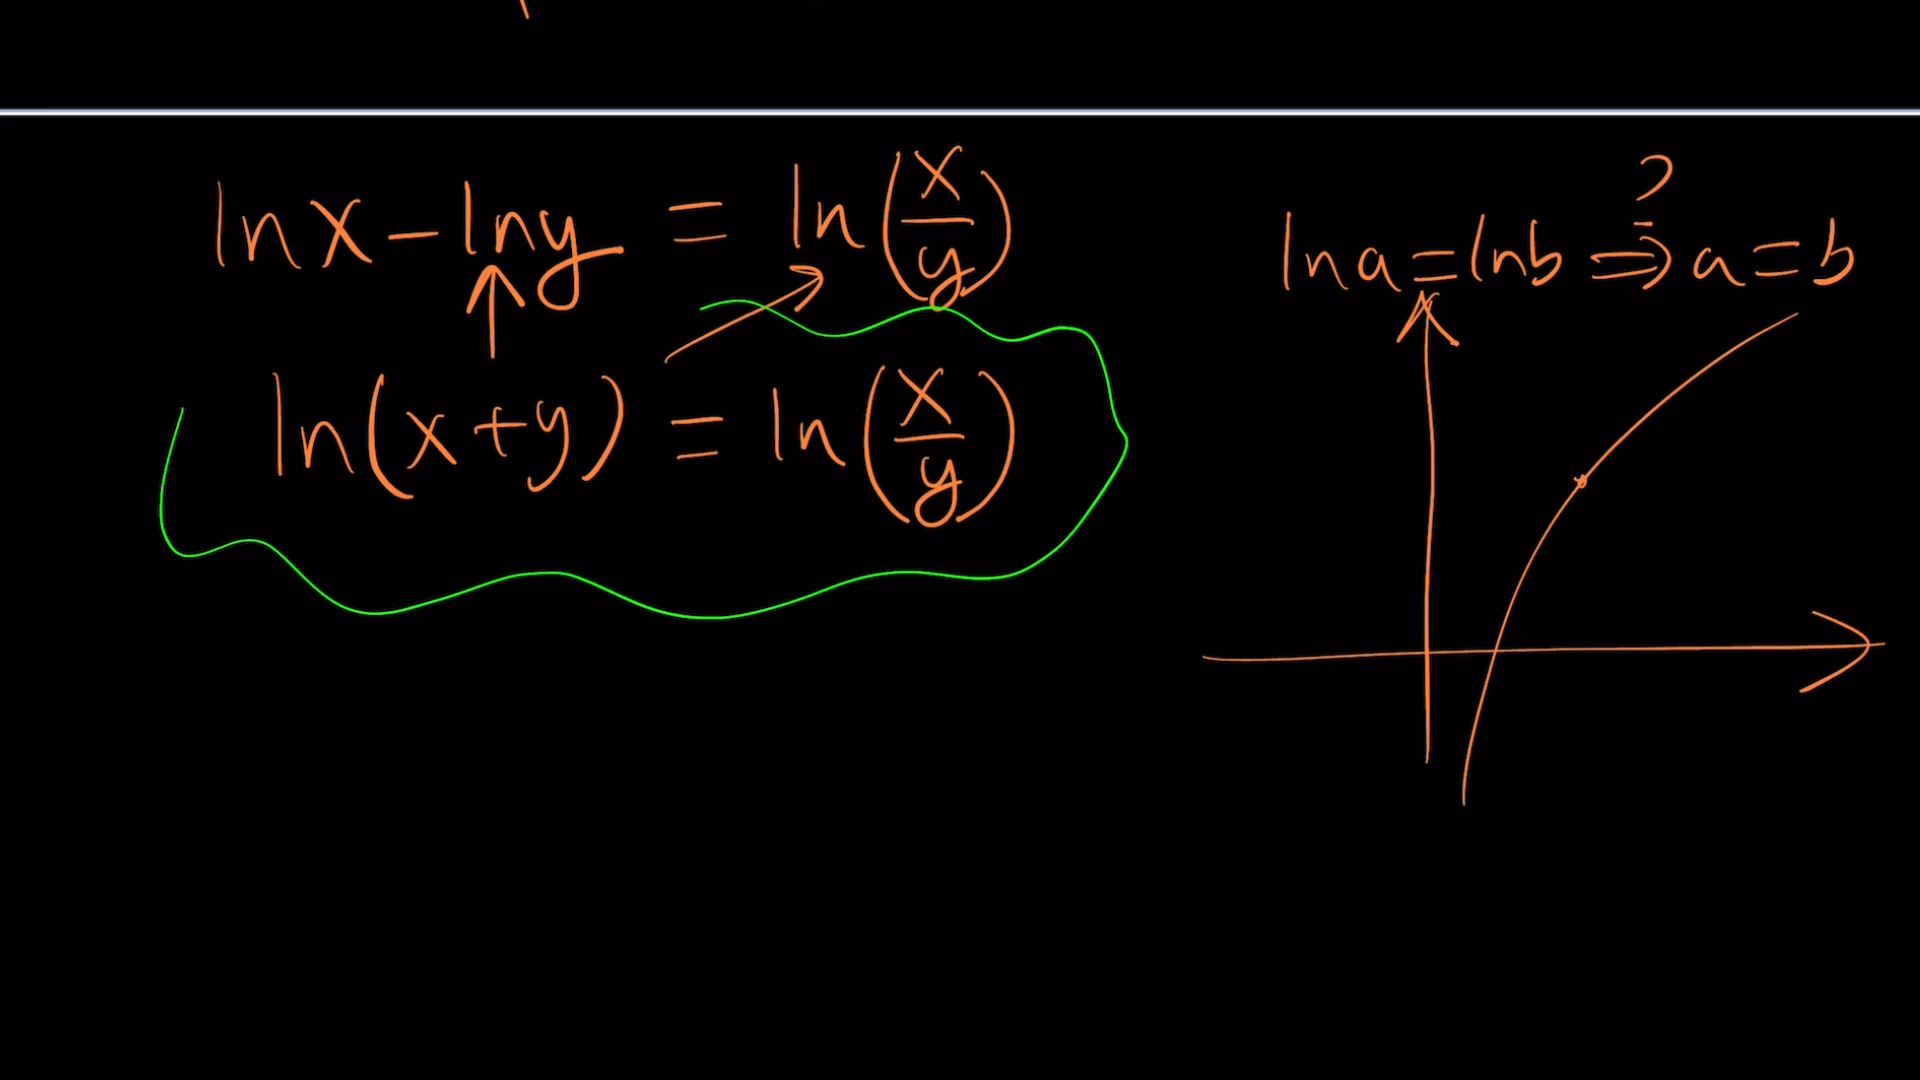 ln x - ln y = ln(x/y)
ln(x+y) = ln(x/y)
?
ln a = ln b ⇒ a = b